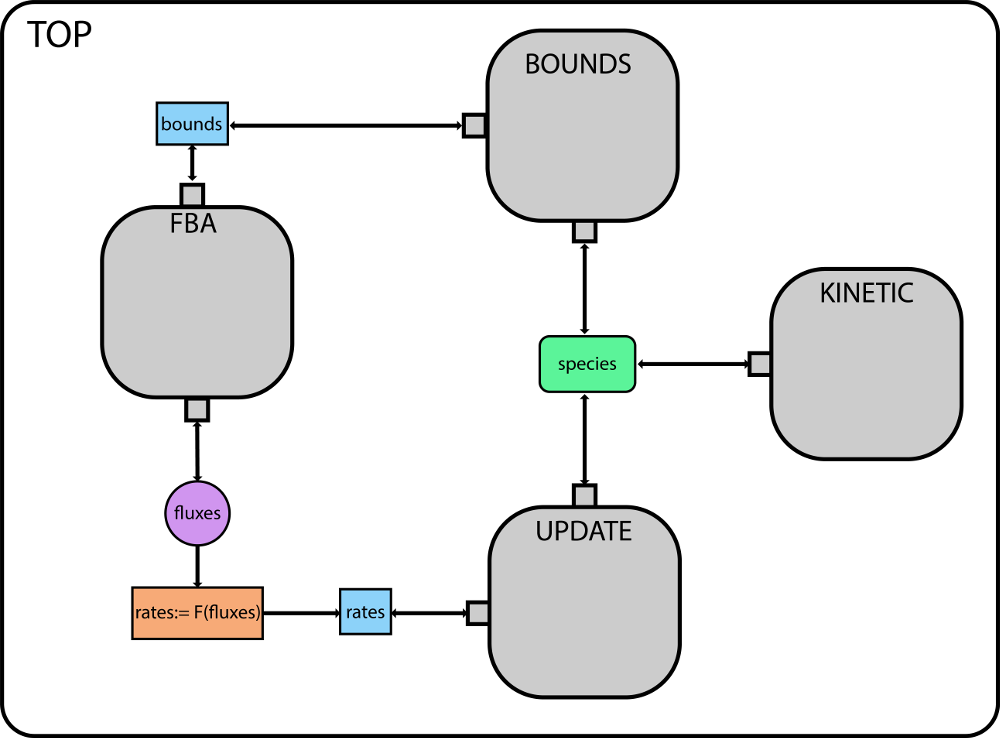 TOP
BOUNDS
bounds
FBA
KINETIC
species
fluxes
UPDATE
rates:= F(fluxes)
rates